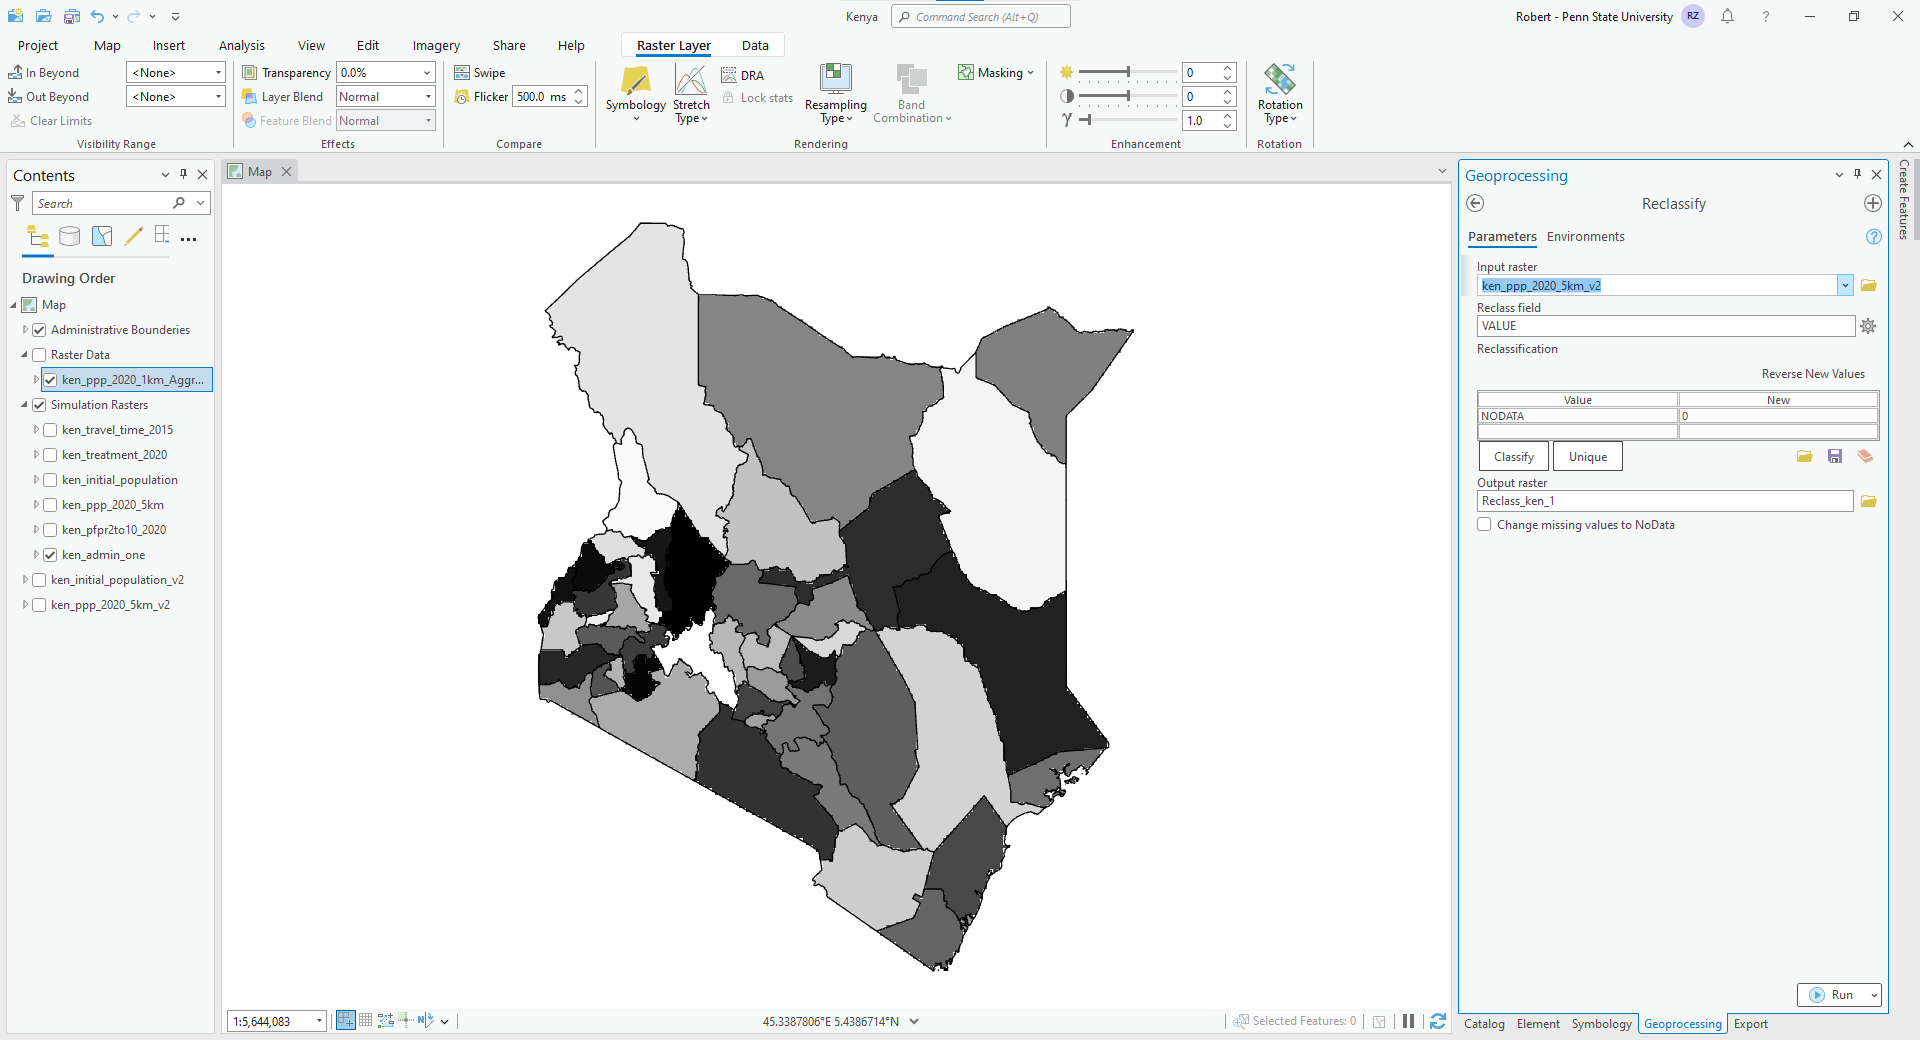 Kenya
Command Search (Alt+Q)
Robert - Penn State University
RZ
?
Project
Map
Insert
Analysis
View
Edit
Imagery
Share
Help
Raster Layer
Data
In Beyond
<None>
Out Beyond
<None>
Clear Limits
Visibility Range
Transparency
0.0%
Layer Blend
Normal
Feature Blend
Normal
Effects
Swipe
Flicker
500.0 ms
Compare
Symbology
Stretch
Type
DRA
Lock stats
Resampling
Type
Band
Combination
Masking
Rendering
0
0
γ
1.0
Enhancement
Rotation
Type
Rotation
Contents
Search
Drawing Order
Map
Administrative Bounderies
Raster Data
ken_ppp_2020_1km_Aggr...
Simulation Rasters
ken_travel_time_2015
ken_treatment_2020
ken_initial_population
ken_ppp_2020_5km
ken_pfpr2to10_2020
ken_admin_one
ken_initial_population_v2
ken_ppp_2020_5km_v2
Map
1:5,644,083
45.3387806°E 5.4386714°N
Selected Features: 0
Geoprocessing
Reclassify
Parameters
Environments
?
Input raster
ken_ppp_2020_5km_v2
Reclass field
VALUE
Reclassification
Reverse New Values
Value
New
NODATA
0
Classify
Unique
Output raster
Reclass_ken_1
Change missing values to NoData
Run
Catalog
Element
Symbology
Geoprocessing
Export
Create Features